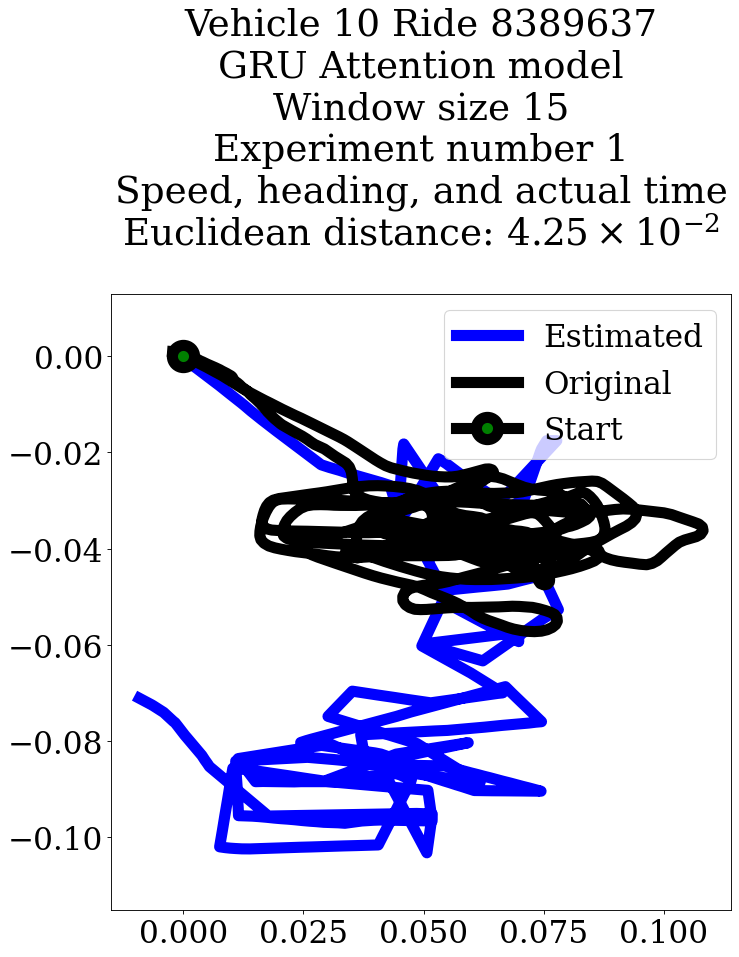 Vehicle 10 Ride 8389637
GRU Attention model
Window size 15
Experiment number 1
Speed, heading, and actual time
Euclidean distance: 4.25 × 10⁻²
Estimated
Original
Start
0.00
−0.02
−0.04
−0.06
−0.08
−0.10
0.000 0.025 0.050 0.075 0.100